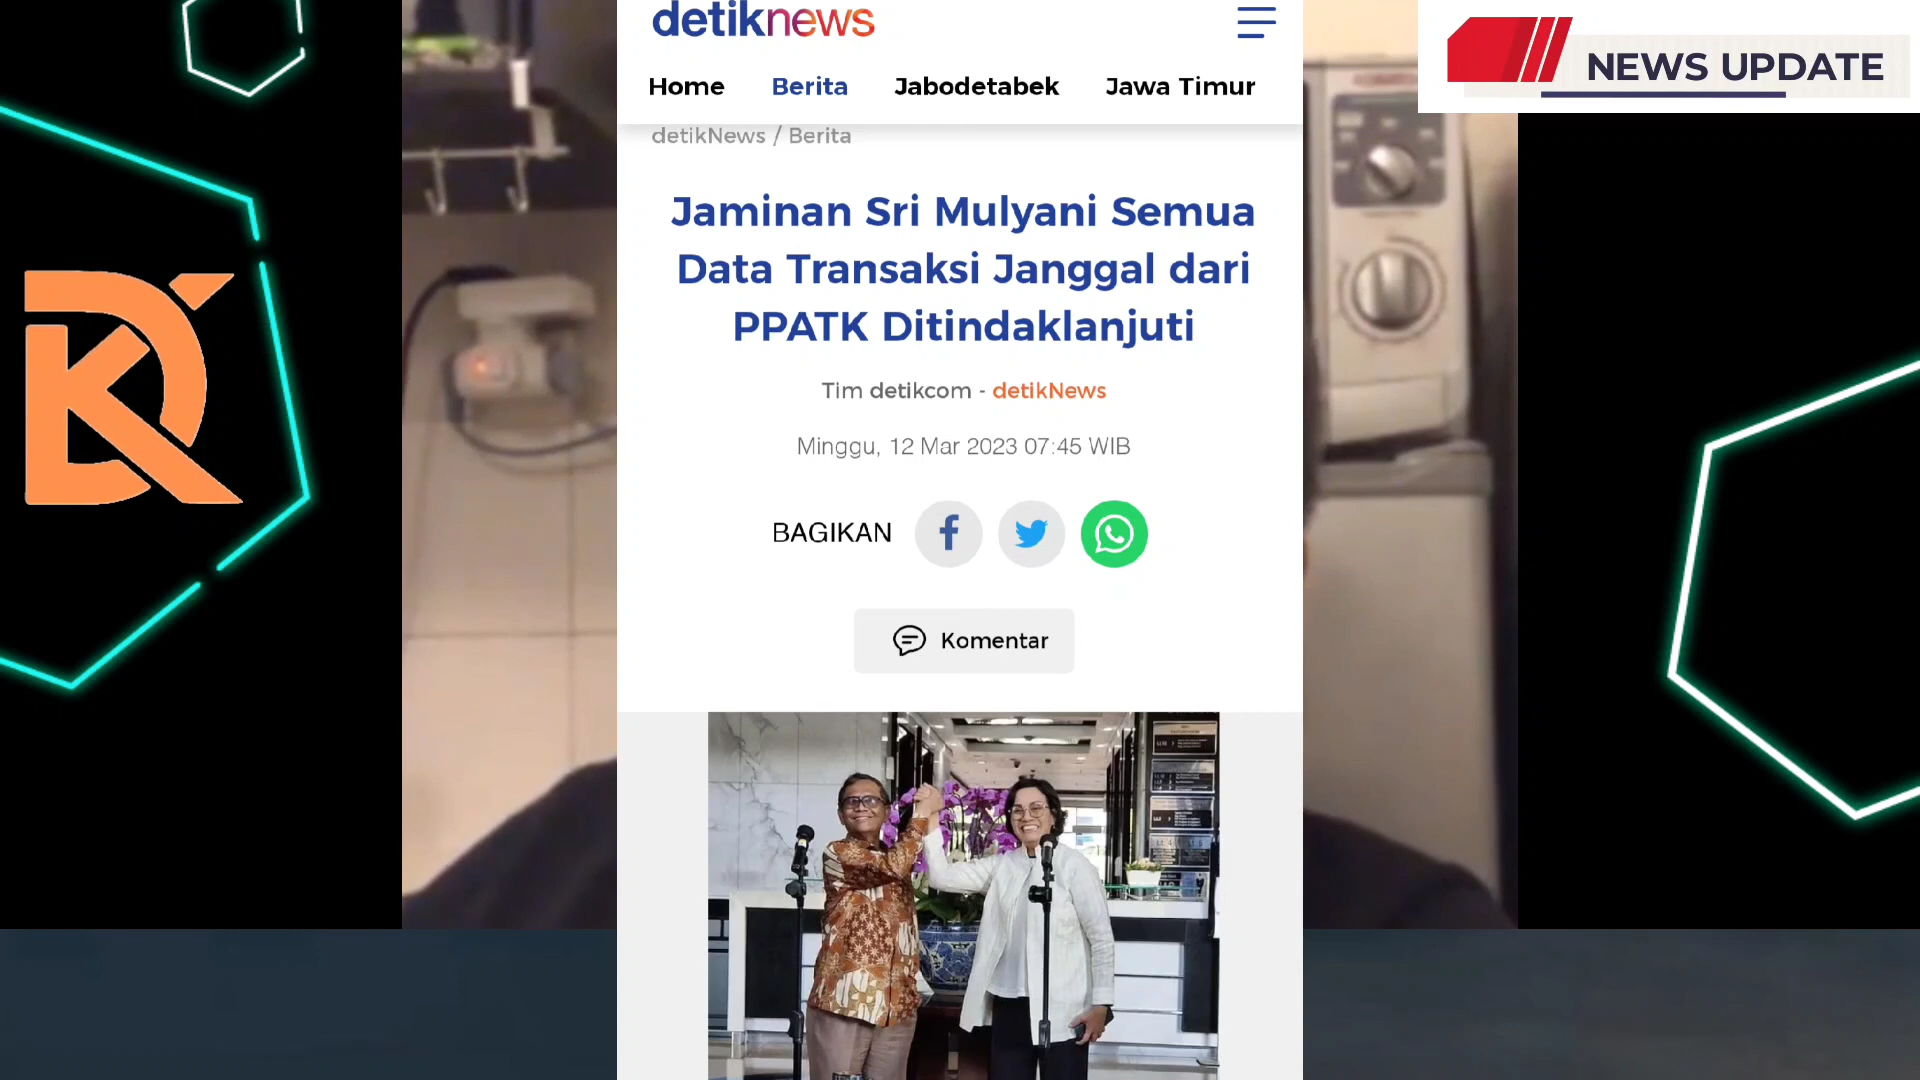 detiknews
NEWS UPDATE
Home Berita Jabodetabek Jawa Timur
detikNews / Berita
Jaminan Sri Mulyani Semua
Data Transaksi Janggal dari
PPATK Ditindaklanjuti
Tim detikcom - detikNews
Minggu, 12 Mar 2023 07:45 WIB
BAGIKAN
Komentar